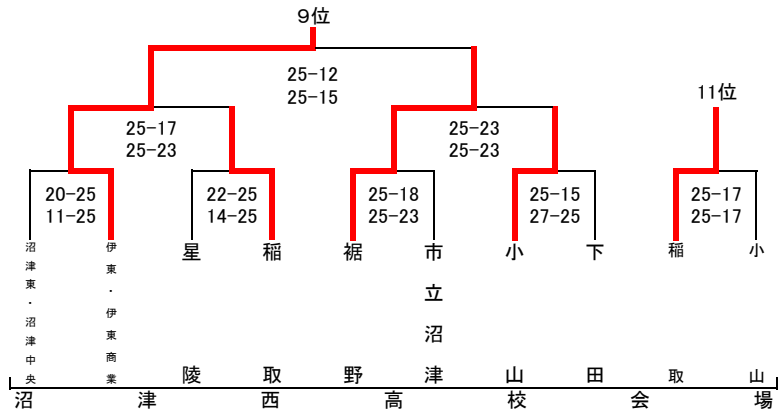 9位
25-12
25-15
11位
25-17
25-23
25-23
25-23
20-25
11-25
22-25
14-25
25-18
25-23
25-15
27-25
25-17
25-17
沼津東・沼津中央
伊東・伊東商業
星陵
稲取
裾野
市立沼津
小山
下田
稲取
小山
沼津西高校会場